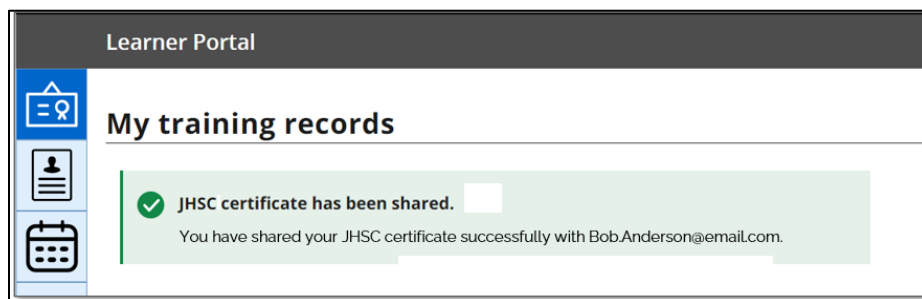 Learner Portal
My training records
JHSC certificate has been shared.
You have shared your JHSC certificate successfully with Bob.Anderson@email.com.